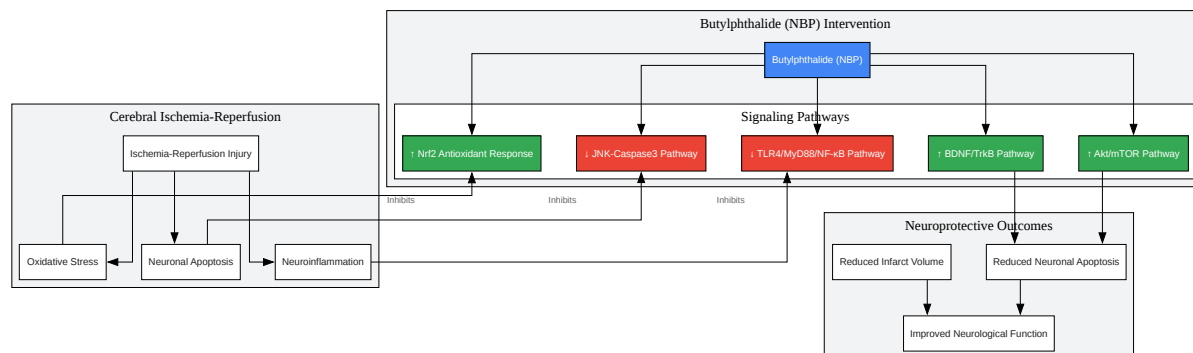 Butylphthalide (NBP) Intervention
Butylphthalide (NBP)
Cerebral Ischemia-Reperfusion
Signaling Pathways
Ischemia-Reperfusion Injury
↑ Nrf2 Antioxidant Response
↓ JNK-Caspase3 Pathway
↓ TLR4/MyD88/NF-κB Pathway
↑ BDNF/TrkB Pathway
↑ Akt/mTOR Pathway
Inhibits
Inhibits
Inhibits
Neuroprotective Outcomes
Oxidative Stress
Neuronal Apoptosis
Neuroinflammation
Reduced Infarct Volume
Reduced Neuronal Apoptosis
Improved Neurological Function